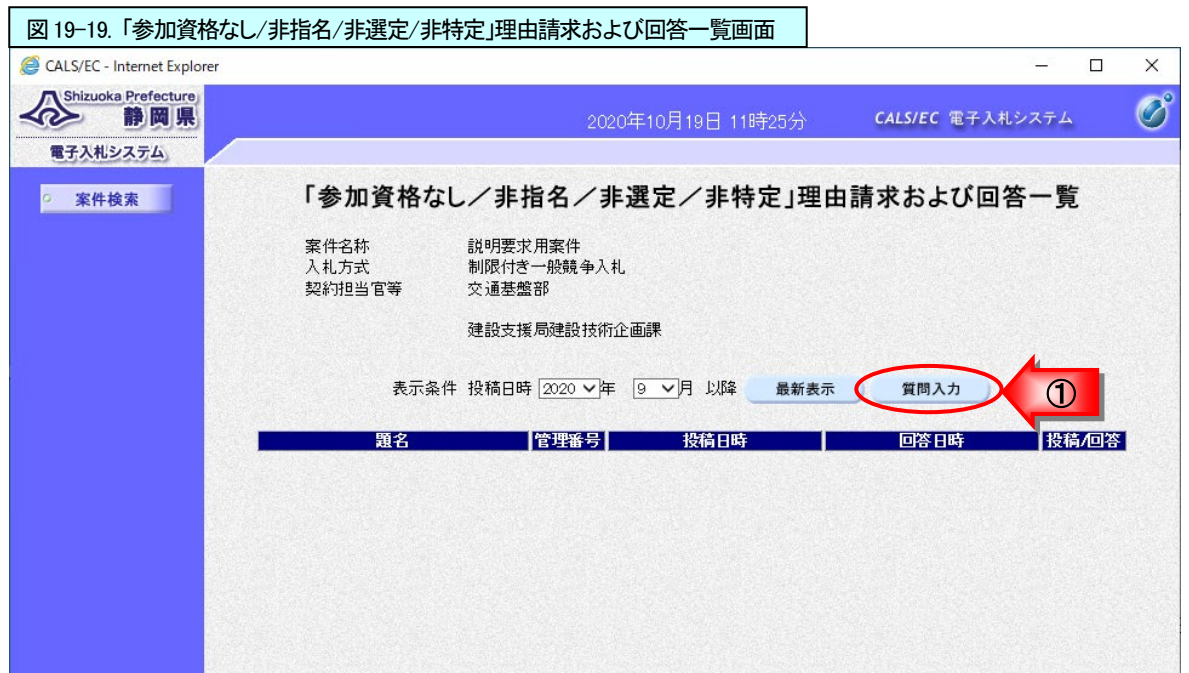 図 19-19. 「参加資格なし/非指名/非選定/非特定」理由請求および回答一覧画面
CALS/EC - Internet Explorer
Shizuoka Prefecture
静岡県
電子入札システム
2020年10月19日 11時25分
CALS/EC 電子入札システム
案件検索
「参加資格なし／非指名／非選定／非特定」理由請求および回答一覧
案件名称 説明要求用案件
入札方式 制限付き一般競争入札
契約担当官等 交通基盤部
建設支援局建設技術企画課
表示条件 投稿日時 2020 年 9 月 以降 最新表示 質問入力
①
題名 管理番号 投稿日時 回答日時 投稿/回答